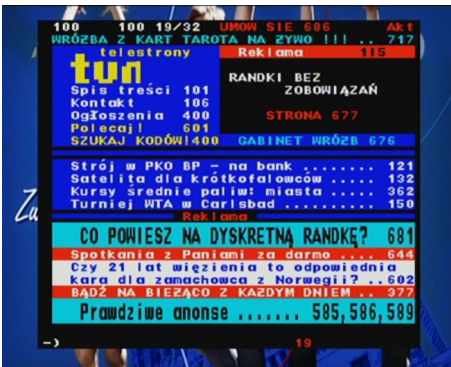 100 100 19/32 UMOW SIE 686 Akt
WRÓŻBA Z KART TAROTA NA ŻYWO !!! .. 717
telestrony
Reklama 115
tvn
RANDKI BEZ
ZOBOWIĄZAŃ
Spis treści 101
Kontakt 106
Ogłoszenia 400
STRONA 677
Polecaj! 601
SZUKAJ KODÓW!400 GABINET WRÓŻB 676
Strój w PKO BP – na bank ...... 121
Satelita dla krótkofalowców .... 132
Kursy średnie paliw: miasta .... 362
Turniej WTA w Carlsbad ......... 150
Reklama
CO POWIESZ NA DYSKRETNĄ RANDKĘ? 681
Spotkania z Paniami za darmo .... 644
Czy 21 lat więzienia to odpowiednia
kara dla zamachowca z Norwegii? ..602
BĄDŹ NA BIEŻĄCO Z KAŻDYM DNIEM .. 377
Prawdziwe anonse ....... 585,586,589
19